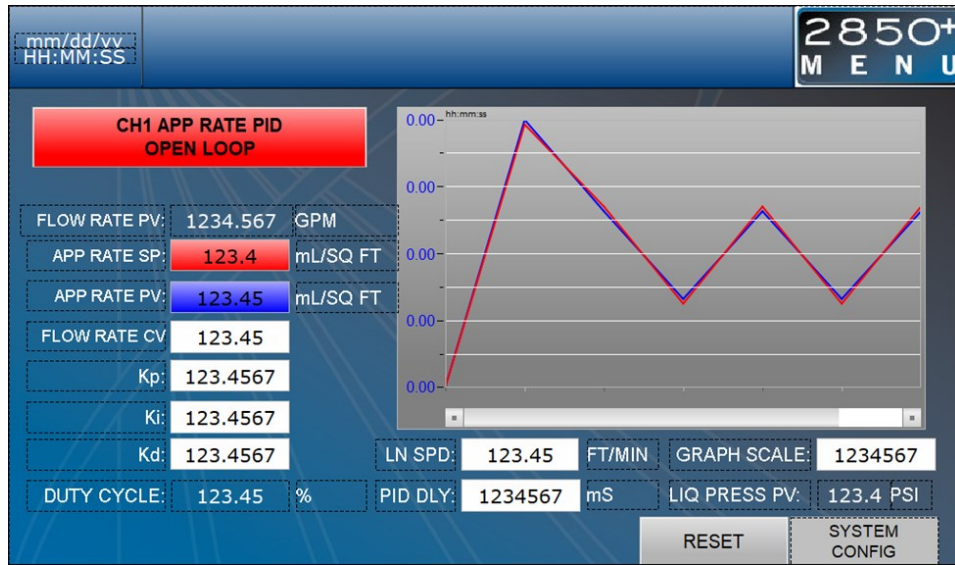 mm/dd/yy
HH:MM:SS
2850+
MENU
CH1 APP RATE PID
OPEN LOOP
hh:mm:ss
0.00
0.00
0.00
0.00
0.00
FLOW RATE PV: 1234.567 GPM
APP RATE SP: 123.4 mL/SQ FT
APP RATE PV: 123.45 mL/SQ FT
FLOW RATE CV 123.45
Kp: 123.4567
Ki: 123.4567
Kd: 123.4567
LN SPD: 123.45 FT/MIN GRAPH SCALE: 1234567
DUTY CYCLE: 123.45 % PID DLY: 1234567 mS LIQ PRESS PV: 123.4 PSI
RESET
SYSTEM
CONFIG